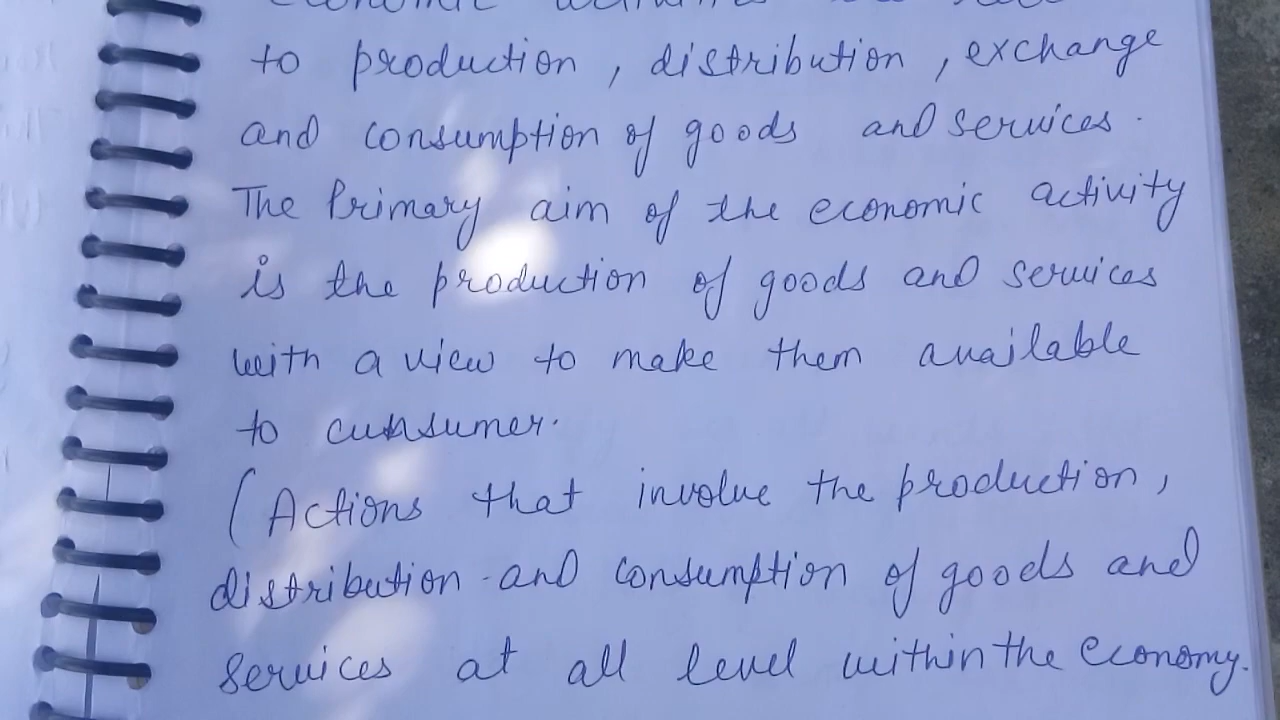 Economic
to production , distribution , exchange
and consumption of goods and services .
The Primary aim of the economic activity
is the production of goods and services
with a view to make them available
to cunsumer.
( Actions that involve the production ,
distribution and consumption of goods and
services at all level within the economy.